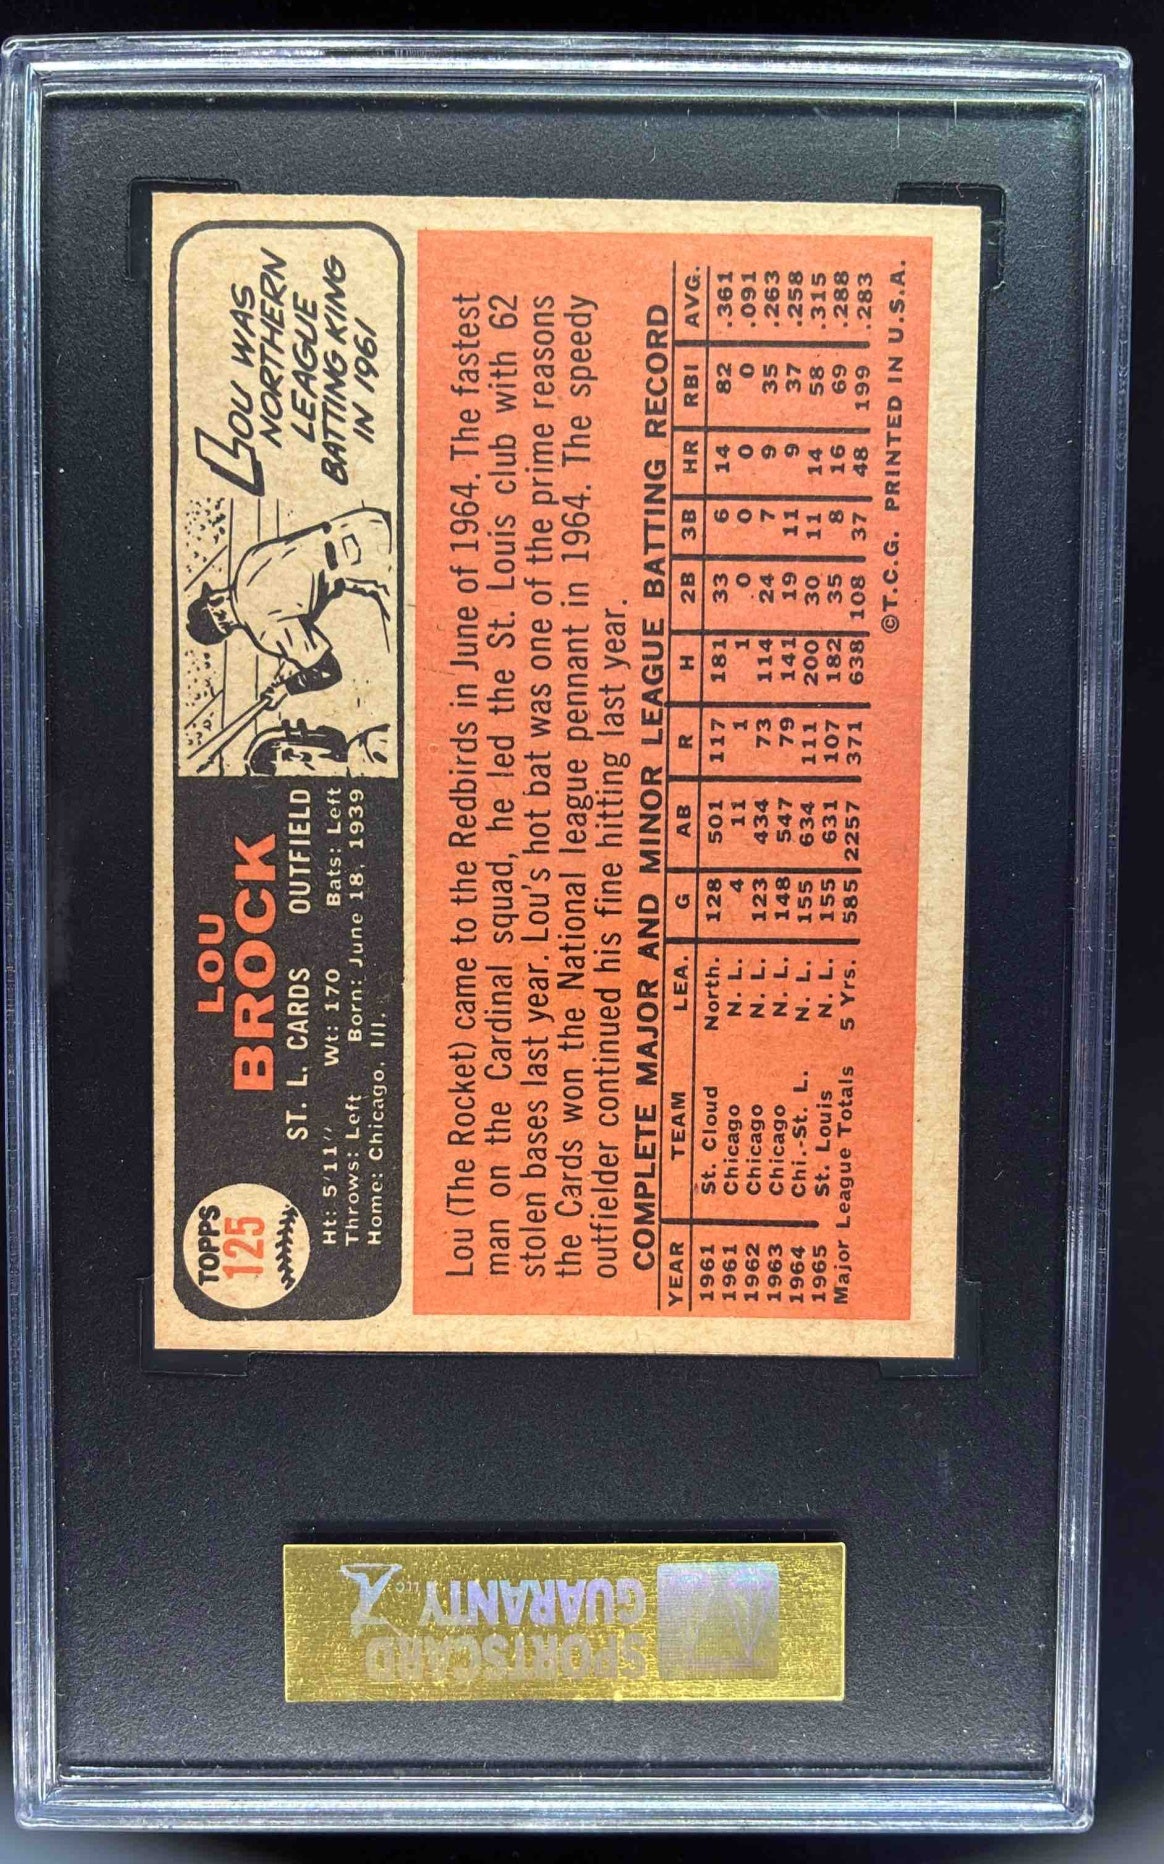 TOPPS
125
LOU
BROCK
ST. L. CARDS OUTFIELD
Ht: 5'11" Wt: 170 Bats: Left
Throws: Left Born: June 18, 1939
Home: Chicago, Ill.
LOU WAS
NORTHERN
LEAGUE
BATTING KING
IN 1961
Lou (The Rocket) came to the Redbirds in June of 1964. The fastest
man on the Cardinal squad, he led the St. Louis club with 62
stolen bases last year. Lou's hot bat was one of the prime reasons
the Cards won the National league pennant in 1964. The speedy
outfielder continued his fine hitting last year.
COMPLETE MAJOR AND MINOR LEAGUE BATTING RECORD
YEAR TEAM LEA. G AB R H 2B 3B HR RBI AVG.
1961 St. Cloud North. 128 501 117 181 33 6 14 82 .361
1961 Chicago N. L. 4 11 1 1 0 0 0 0 .091
1962 Chicago N. L. 123 434 73 114 24 7 9 35 .263
1963 Chicago N. L. 148 547 79 141 19 11 9 37 .258
1964 Chi.-St. L. N. L. 155 634 111 200 30 11 14 58 .315
1965 St. Louis N. L. 155 631 107 182 35 8 16 69 .288
Major League Totals 5 Yrs. 585 2257 371 638 108 37 48 199 .283
©T.C.G. PRINTED IN U.S.A.
SPORTSCARD
GUARANTY LLC